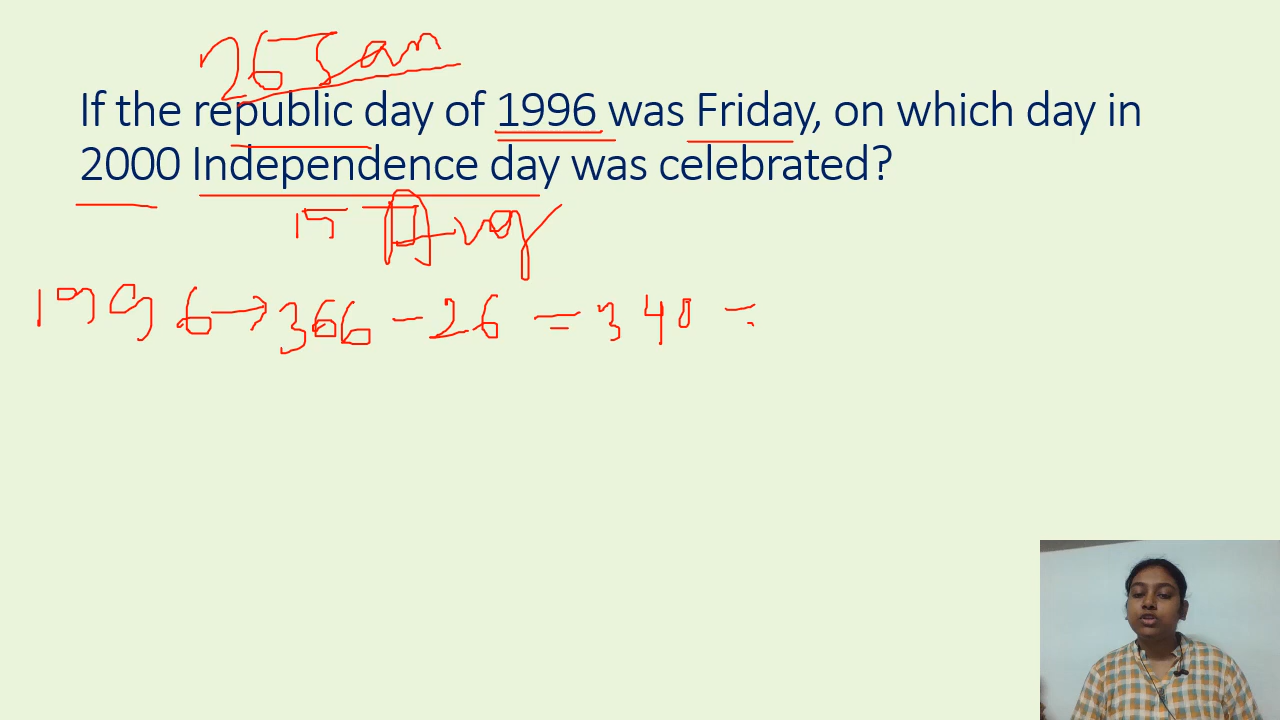 26 Jan
If the republic day of 1996 was Friday, on which day in
2000 Independence day was celebrated?
15 Aug
1996 → 366 - 26 = 340 =